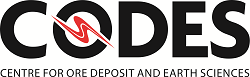 CODES
CENTRE FOR ORE DEPOSIT AND EARTH SCIENCES